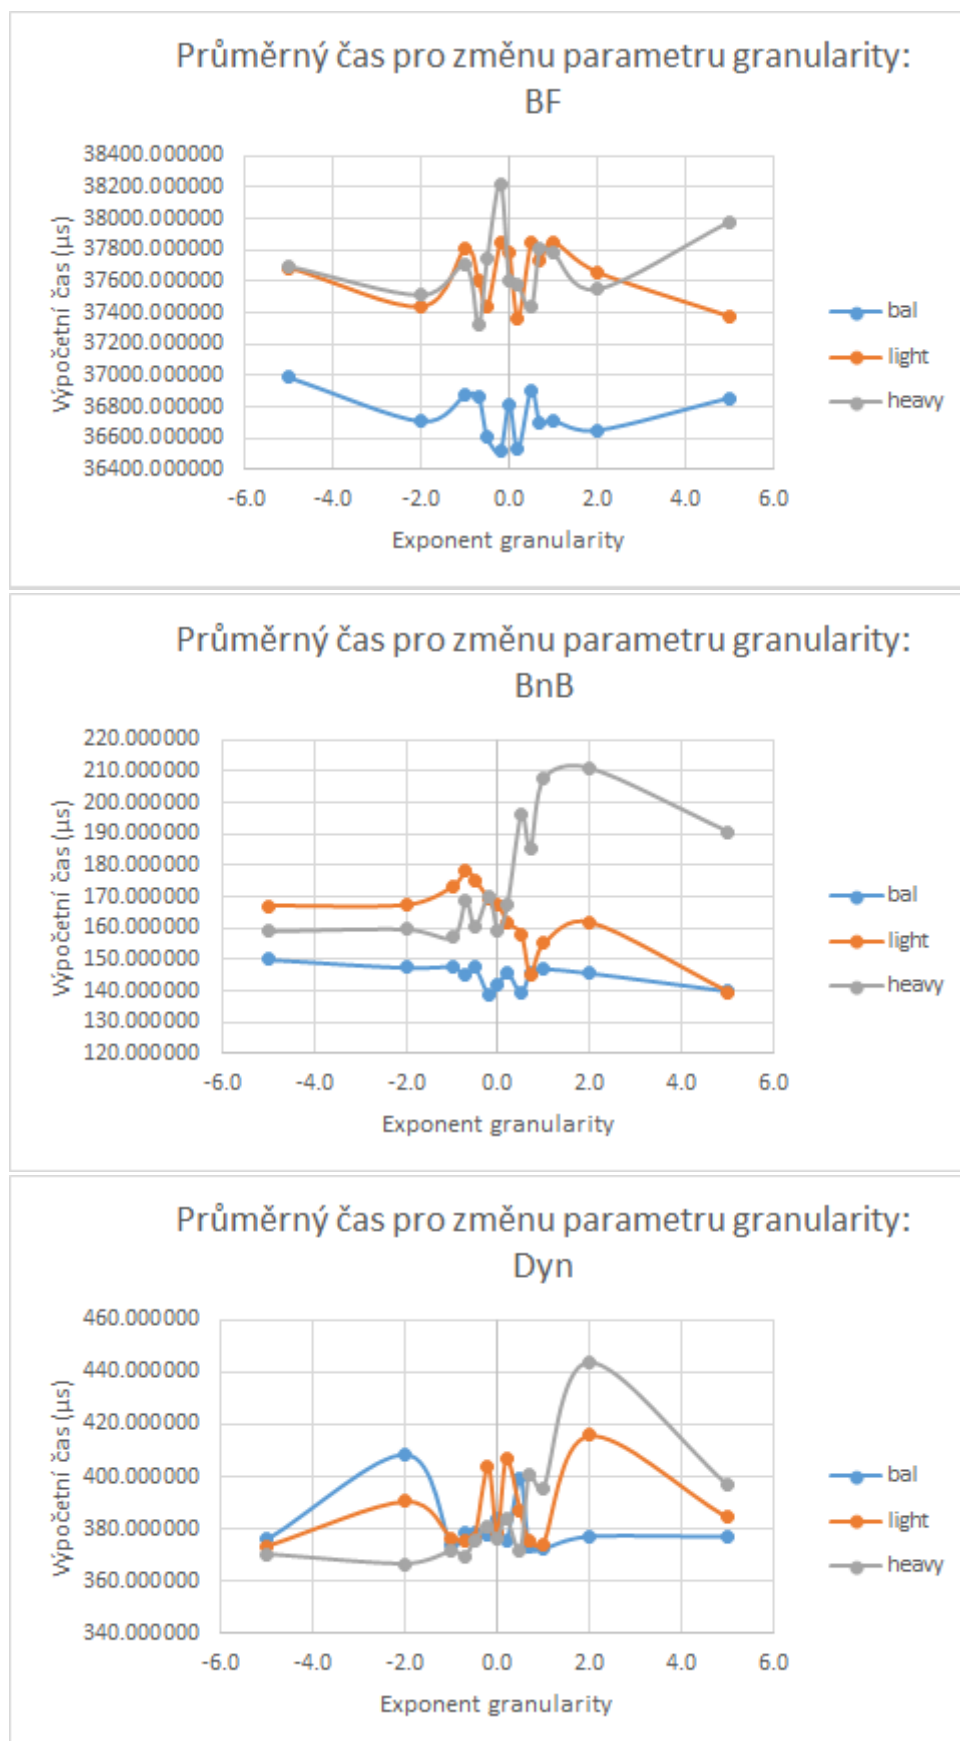 Průměrný čas pro změnu parametru granularity:
BF
Výpočetní čas (µs)
38400.000000
38200.000000
38000.000000
37800.000000
37600.000000
37400.000000
37200.000000
37000.000000
36800.000000
36600.000000
36400.000000
-6.0 -4.0 -2.0 0.0 2.0 4.0 6.0
Exponent granularity
bal
light
heavy
Průměrný čas pro změnu parametru granularity:
BnB
Výpočetní čas (µs)
220.000000
210.000000
200.000000
190.000000
180.000000
170.000000
160.000000
150.000000
140.000000
130.000000
120.000000
-6.0 -4.0 -2.0 0.0 2.0 4.0 6.0
Exponent granularity
bal
light
heavy
Průměrný čas pro změnu parametru granularity:
Dyn
Výpočetní čas (µs)
460.000000
440.000000
420.000000
400.000000
380.000000
360.000000
340.000000
-6.0 -4.0 -2.0 0.0 2.0 4.0 6.0
Exponent granularity
bal
light
heavy